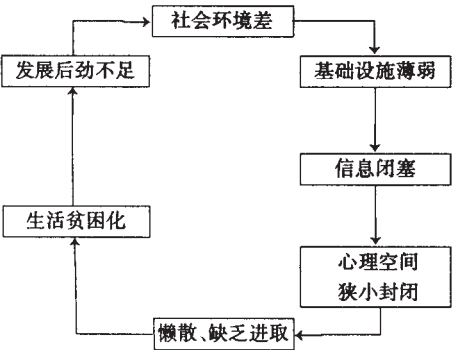 社会环境差
基础设施薄弱
信息闭塞
心理空间
狭小封闭
懒散、缺乏进取
生活贫困化
发展后劲不足